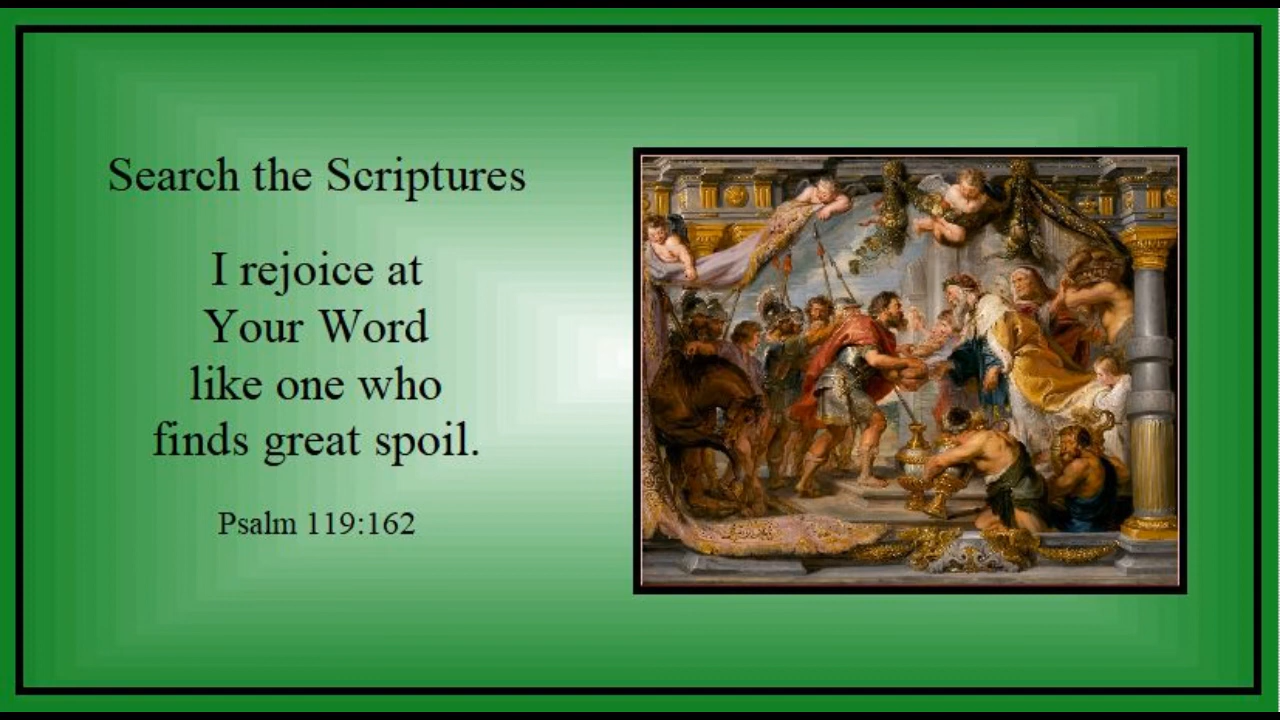 Search the Scriptures
I rejoice at
Your Word
like one who
finds great spoil.
Psalm 119:162